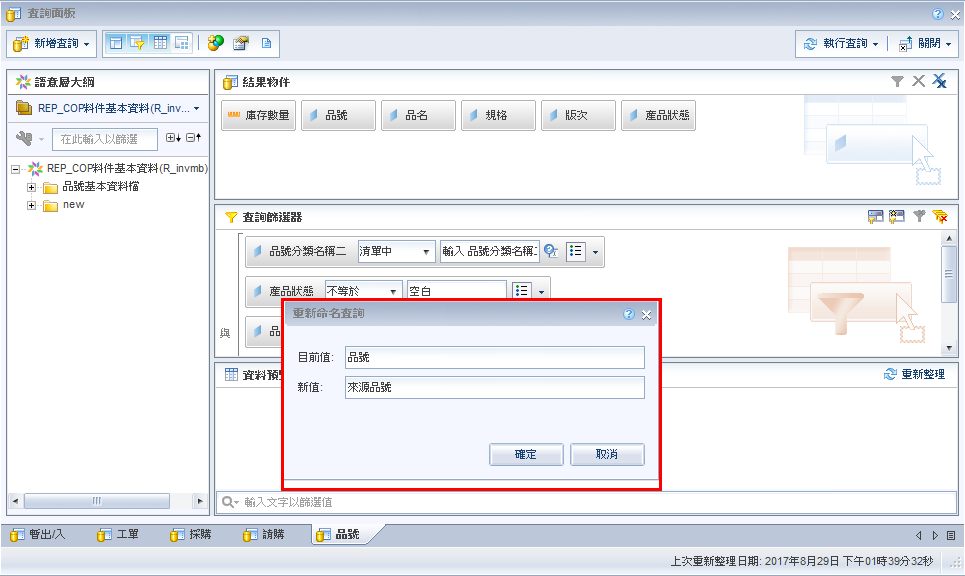 查詢面板
新增查詢
執行查詢
關閉
語意層大綱
REP_COP料件基本資料(R_inv...
在此輸入以篩選
REP_COP料件基本資料(R_invmb)
品號基本資料檔
new
結果物件
庫存數量 品號 品名 規格 版次 產品狀態
查詢篩選器
品號分類名稱二 清單中 輸入 品號分類名稱二
產品狀態 不等於 空白
與
品
重新命名查詢
目前值: 品號
新值: 來源品號
確定 取消
資料預
重新整理
輸入文字以篩選值
暫出/入 工單 採購 請購 品號
上次重新整理日期: 2017年8月29日 下午01時39分32秒